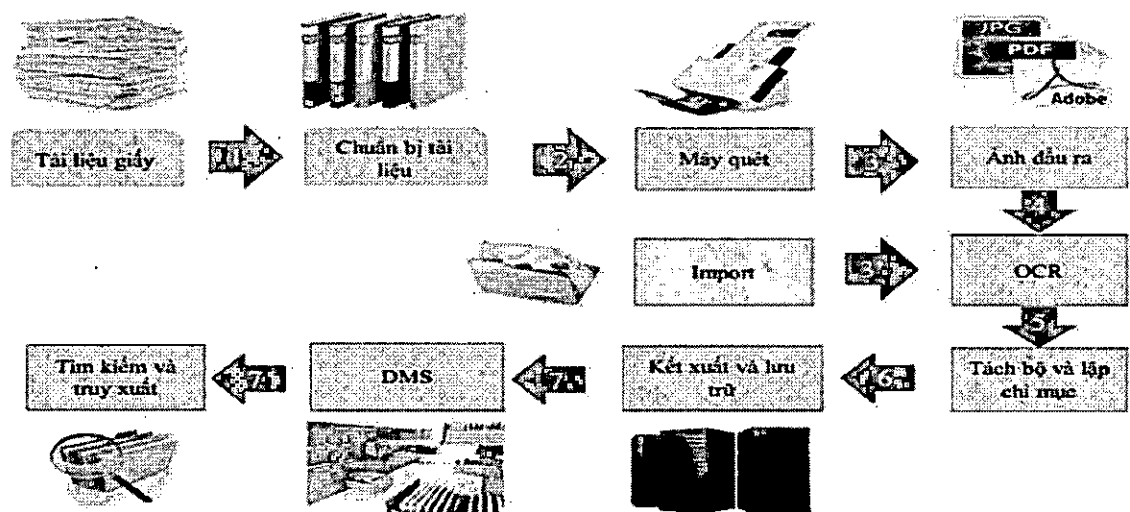 JPG
PDF
Adobe
Tài liệu giấy
1
Chuẩn bị tài
liệu
2
Máy quét
3
Ảnh đầu ra
4
Import
3
OCR
5
Tìm kiếm và
truy xuất
7
DMS
7
Kết xuất và lưu
trữ
6
Tách bộ và lập
chỉ mục